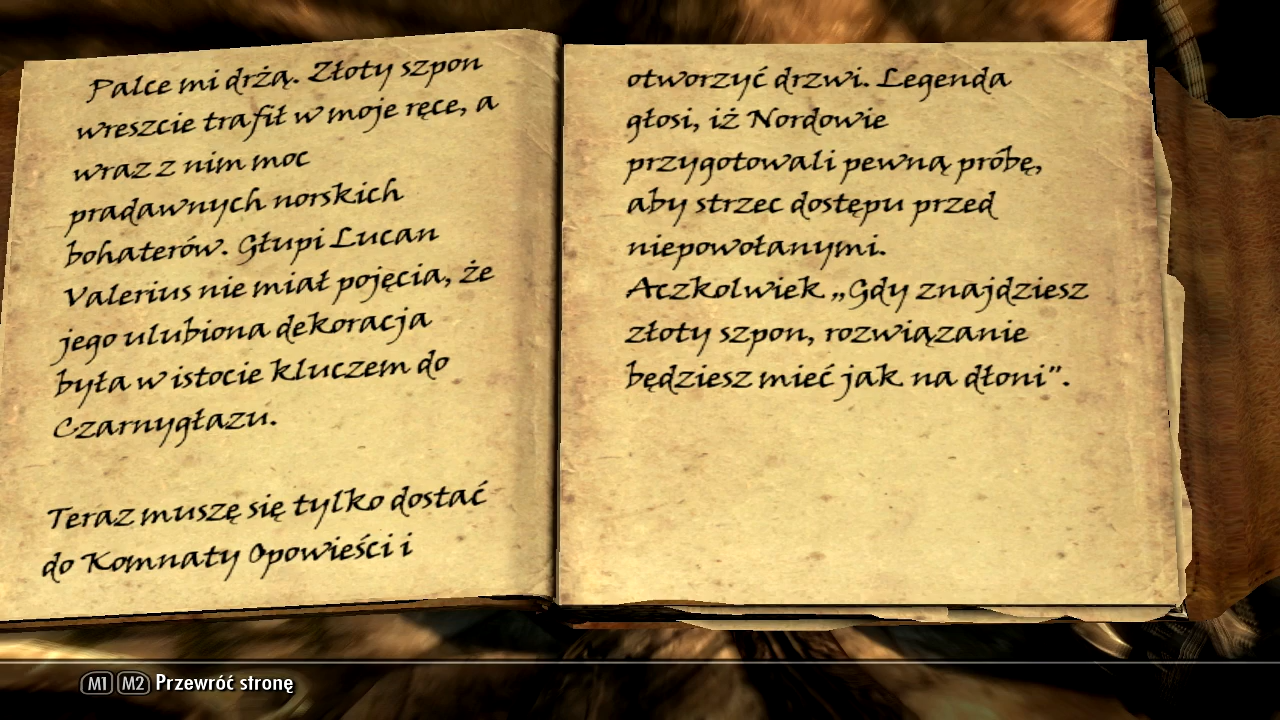 Palce mi drżą. Złoty szpon
wreszcie trafił w moje ręce, a
wraz z nim moc
pradawnych norskich
bohaterów. Głupi Lucan
Valerius nie miał pojęcia, że
jego ulubiona dekoracja
była w istocie kluczem do
Czarnygłazu.
Teraz muszę się tylko dostać
do Komnaty Opowieści i
otworzyć drzwi. Legenda
głosi, iż Nordowie
przygotowali pewną próbę,
aby strzec dostępu przed
niepowołanymi.
Aczkolwiek „Gdy znajdziesz
złoty szpon, rozwiązanie
będziesz mieć jak na dłoni”.
M1 M2 Przewróć stronę